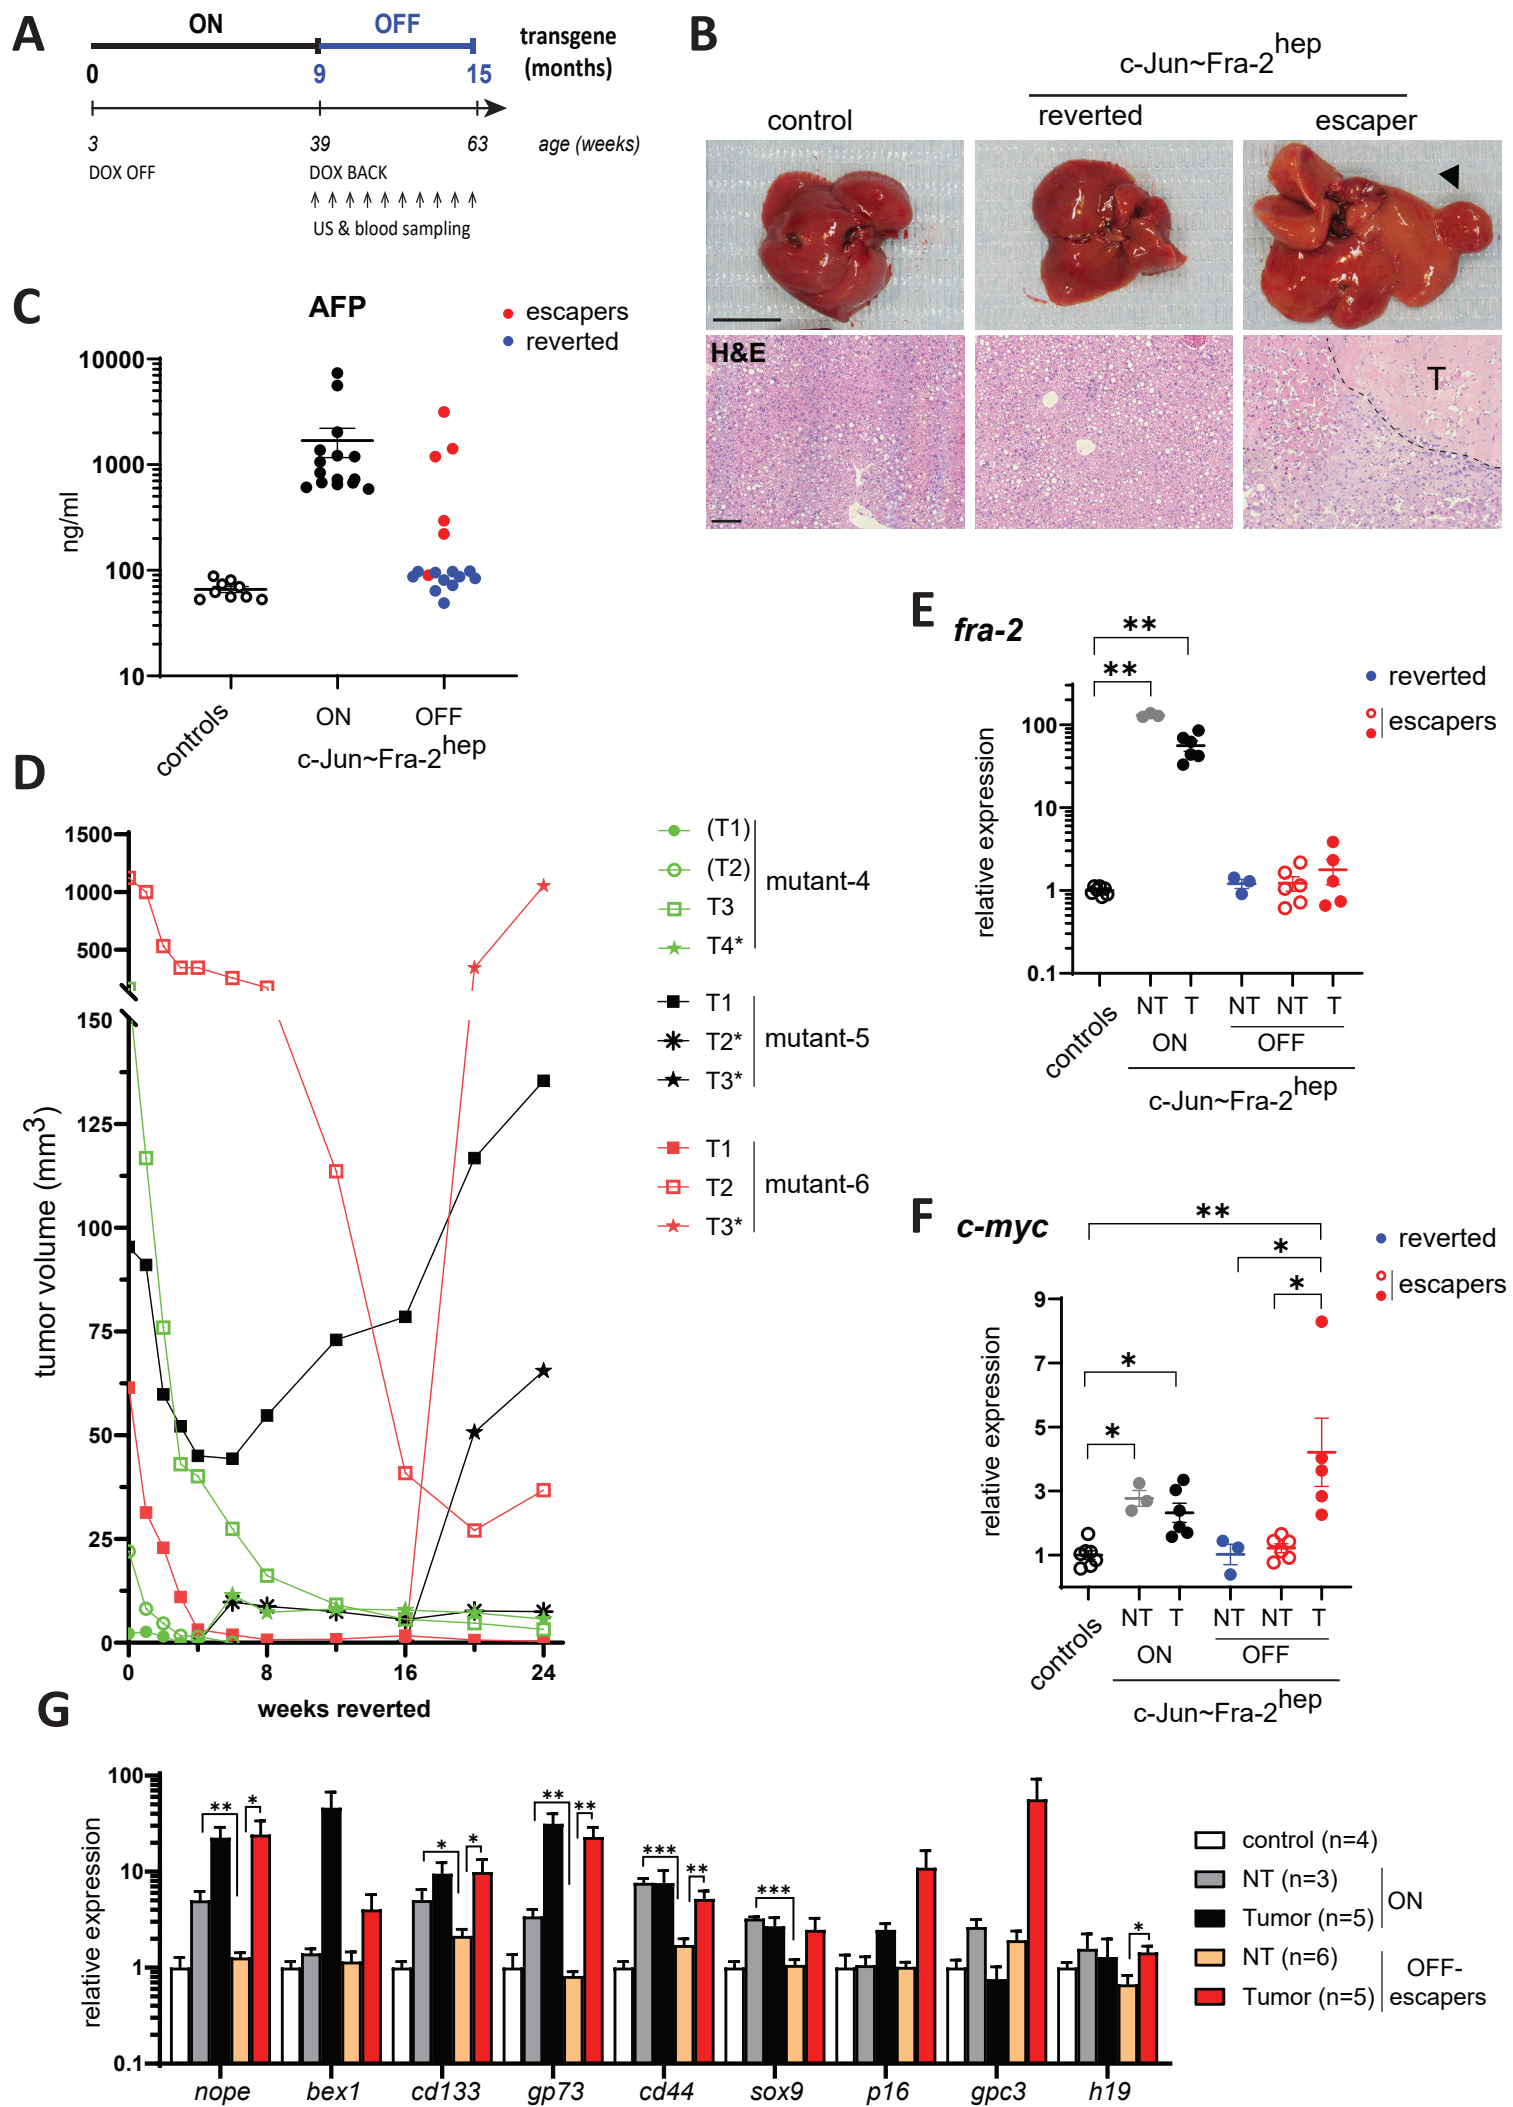 A
ON
OFF
transgene
(months)
0
9
15
3
39
63
age (weeks)
DOX OFF
DOX BACK
US & blood sampling
B
c-Jun~Fra-2hep
control
reverted
escaper
H&E
T
C
AFP
escapers
reverted
10000
1000
100
10
ng/ml
controls
ON
OFF
c-Jun~Fra-2hep
D
1500
1000
500
150
125
100
75
50
25
0
tumor volume (mm3)
0
8
16
24
weeks reverted
(T1)
(T2)
T3
T4*
mutant-4
T1
T2*
T3*
mutant-5
T1
T2
T3*
mutant-6
E
fra-2
**
**
reverted
escapers
100
10
1
0.1
relative expression
controls
NT
T
NT
NT
T
ON
OFF
c-Jun~Fra-2hep
F
c-myc
**
*
*
*
*
reverted
escapers
9
7
5
3
1
relative expression
controls
NT
T
NT
NT
T
ON
OFF
c-Jun~Fra-2hep
G
100
10
1
0.1
relative expression
**
*
*
*
**
**
***
**
***
*
nope
bex1
cd133
gp73
cd44
sox9
p16
gpc3
h19
control (n=4)
NT (n=3)
Tumor (n=5)
ON
NT (n=6)
Tumor (n=5)
OFF-
escapers